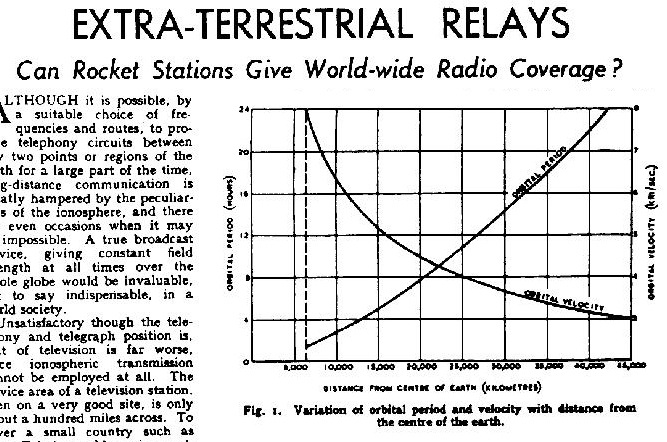 EXTRA-TERRESTRIAL RELAYS
Can Rocket Stations Give World-wide Radio Coverage?
ALTHOUGH it is possible, by
a suitable choice of fre-
quencies and routes, to pro-
e telephony circuits between
y two points or regions of the
th for a large part of the time,
g-distance communication is
atly hampered by the peculiar-
s of the ionosphere, and there
even occasions when it may
impossible. A true broadcast
vice, giving constant field
ength at all times over the
ole globe would be invaluable,
t to say indispensable, in a
rld society.
Unsatisfactory though the tele-
ony and telegraph position is,
t of television is far worse,
ce ionospheric transmission
nnot be employed at all. The
vice area of a television station,
en on a very good site, is only
out a hundred miles across. To
ver a small country such as
24
20
16
12
8
4
0
ORBITAL PERIOD (HOURS)
8
7
6
5
4
3
ORBITAL VELOCITY (KM/SEC.)
ORBITAL PERIOD
ORBITAL VELOCITY
5,000 10,000 15,000 20,000 25,000 30,000 35,000 40,000 45,000
DISTANCE FROM CENTRE OF EARTH (KILOMETRES)
Fig. 1. Variation of orbital period and velocity with distance from
the centre of the earth.